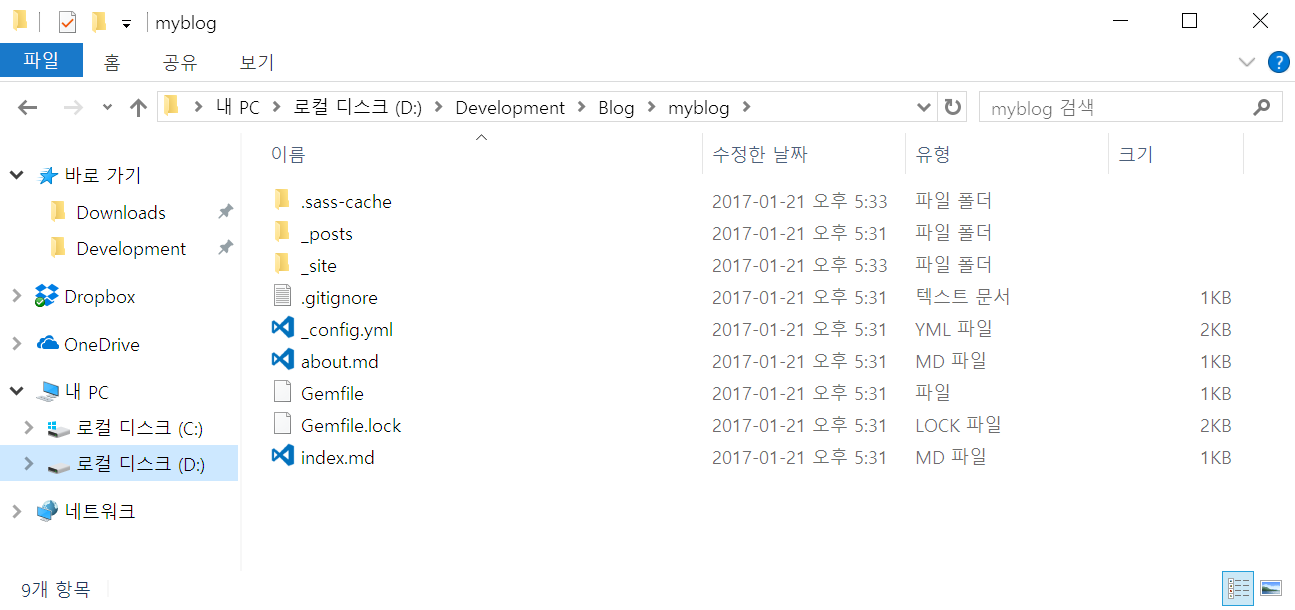 myblog
파일 홈 공유 보기
내 PC 로컬 디스크 (D:) Development Blog myblog myblog 검색
이름 수정한 날짜 유형 크기
바로 가기
Downloads
Development
Dropbox
OneDrive
내 PC
로컬 디스크 (C:)
로컬 디스크 (D:)
네트워크
.sass-cache 2017-01-21 오후 5:33 파일 폴더
_posts 2017-01-21 오후 5:31 파일 폴더
_site 2017-01-21 오후 5:33 파일 폴더
.gitignore 2017-01-21 오후 5:31 텍스트 문서 1KB
_config.yml 2017-01-21 오후 5:31 YML 파일 2KB
about.md 2017-01-21 오후 5:31 MD 파일 1KB
Gemfile 2017-01-21 오후 5:31 파일 1KB
Gemfile.lock 2017-01-21 오후 5:31 LOCK 파일 2KB
index.md 2017-01-21 오후 5:31 MD 파일 1KB
9개 항목